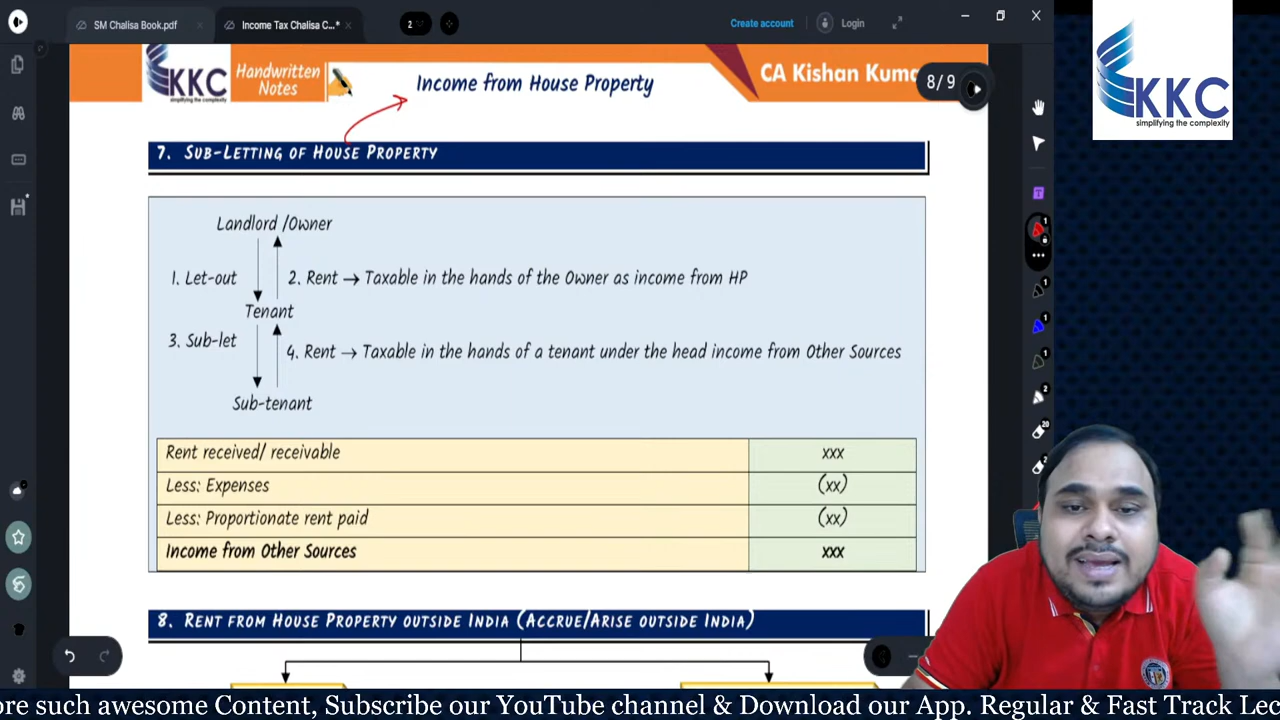 SM Chalisa Book.pdf
Income Tax Chalisa C...*
2
Create account
Login
KKC
simplifying the complexity
Handwritten
Notes
Income from House Property
CA Kishan Kuma
8/9
KKC
simplifying the complexity
7. SUB-LETTING OF HOUSE PROPERTY
Landlord /Owner
1. Let-out
2. Rent → Taxable in the hands of the Owner as income from HP
Tenant
3. Sub-let
4. Rent → Taxable in the hands of a tenant under the head income from Other Sources
Sub-tenant
Rent received/ receivable xxx
Less: Expenses (xx)
Less: Proportionate rent paid (xx)
Income from Other Sources xxx
8. RENT FROM HOUSE PROPERTY OUTSIDE INDIA (ACCRUE/ARISE OUTSIDE INDIA)
ore such awesome Content, Subscribe our YouTube channel & Download our App. Regular & Fast Track Lec